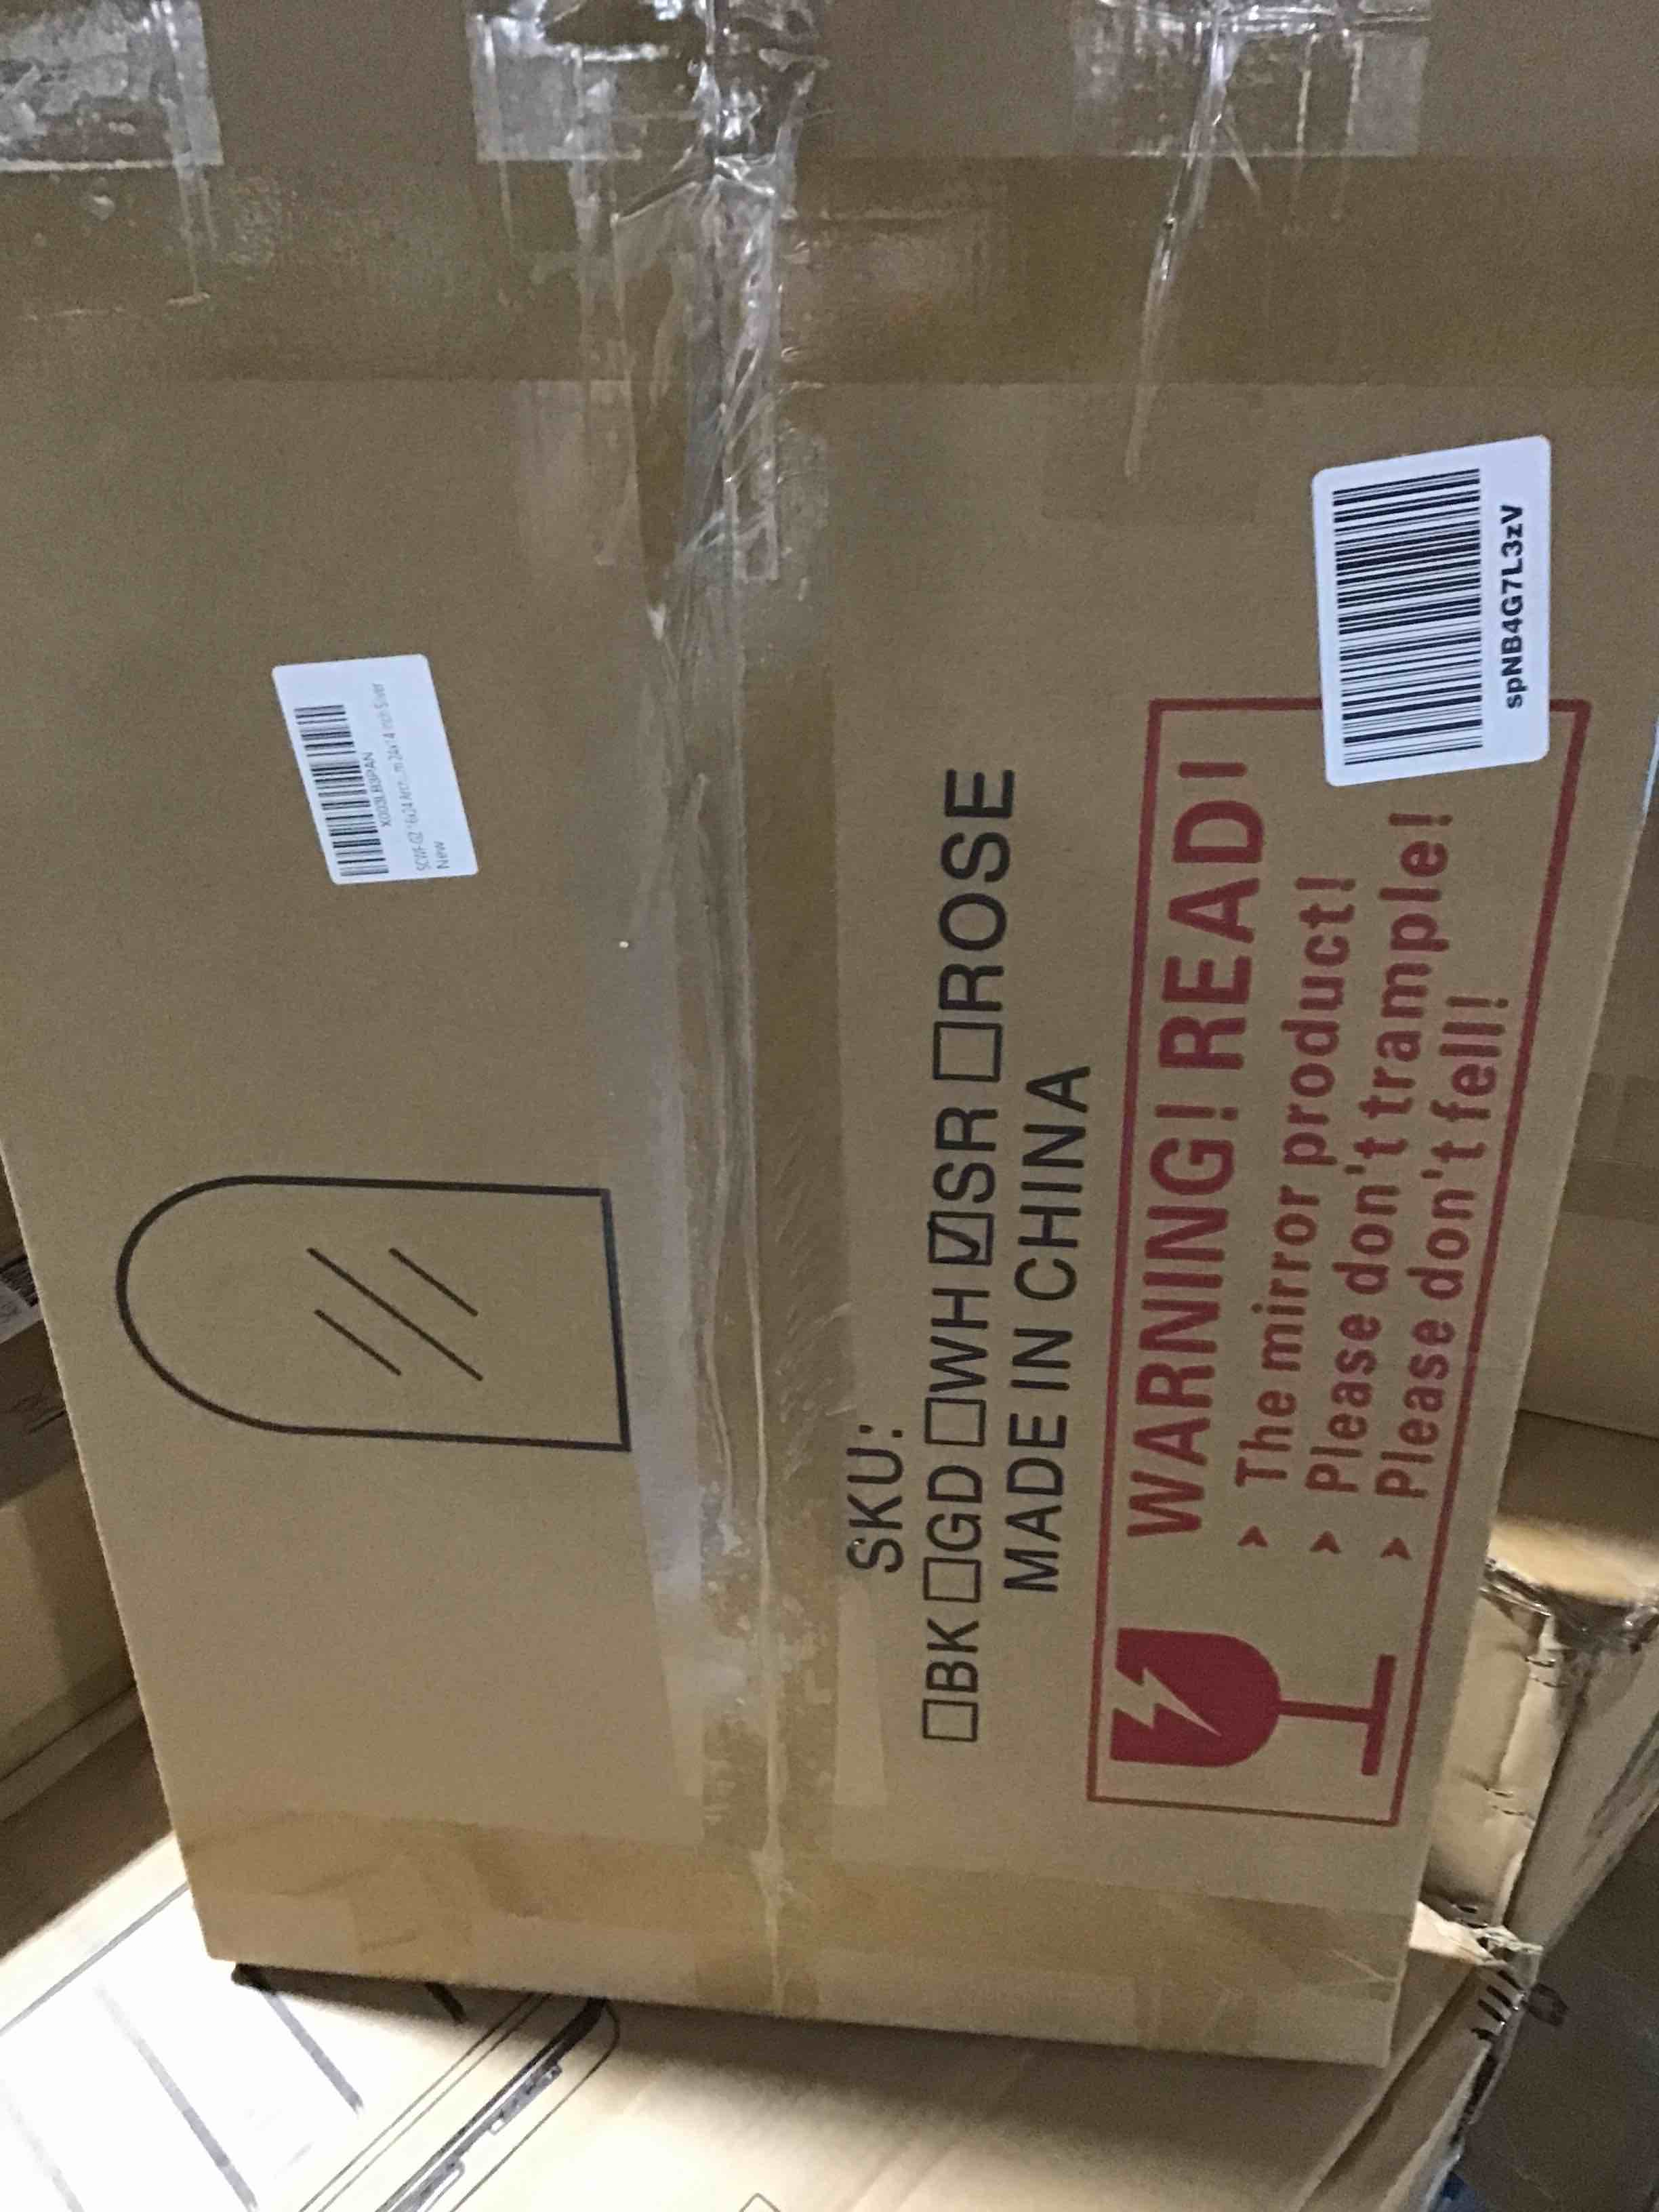 X003LB3PAN
New
SKU:
☐BK ☐GD ☐WH ☑SR ☐ROSE
MADE IN CHINA
WARNING! READ!
➤ The mirror product!
➤ Please don't trample!
➤ Please don't fell!
spNB4G7L3zV